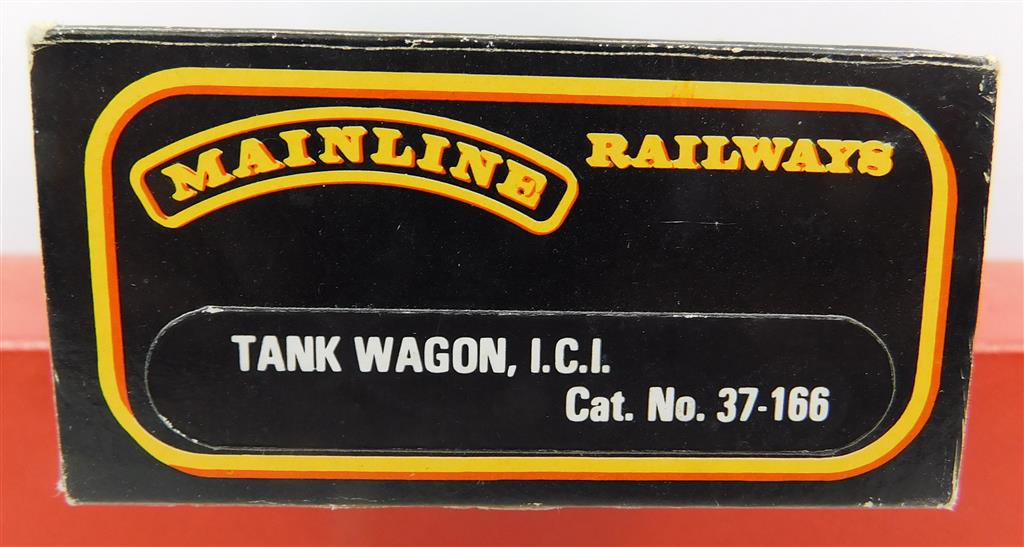 MAINLINE RAILWAYS
TANK WAGON, I.C.I.
Cat. No. 37-166